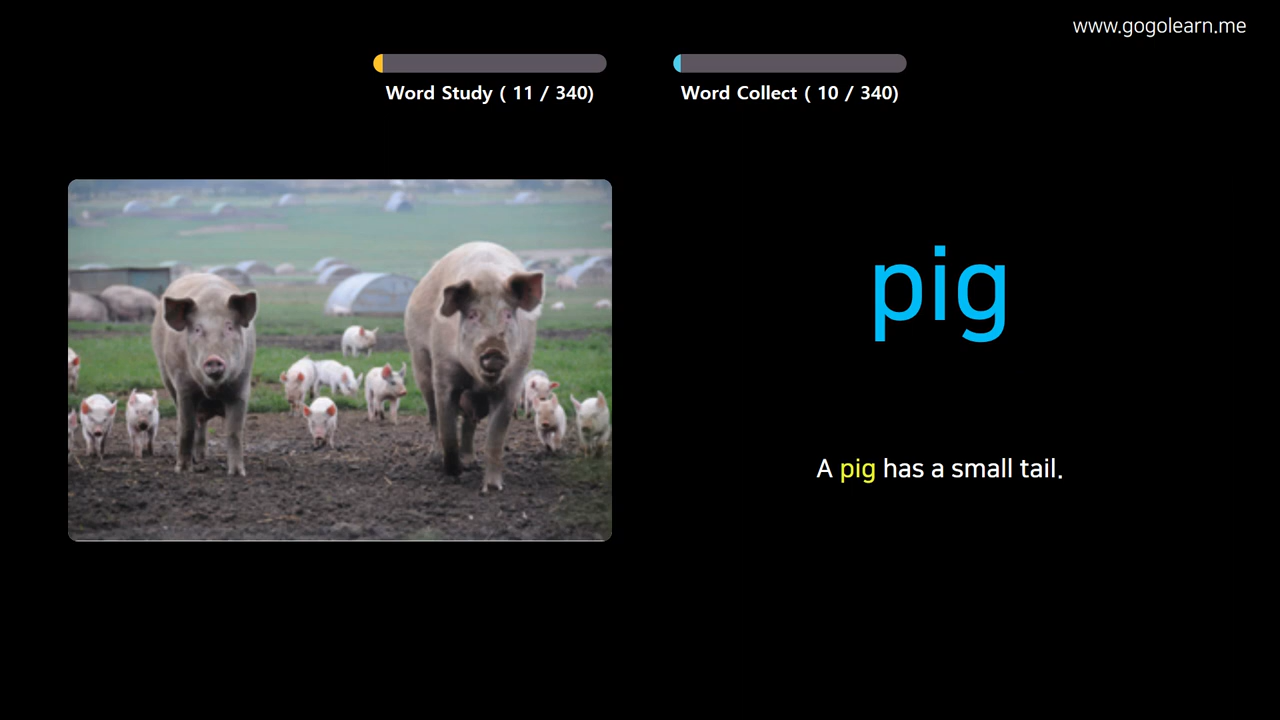 www.gogolearn.me
Word Study ( 11 / 340)
Word Collect ( 10 / 340)
pig
A pig has a small tail.